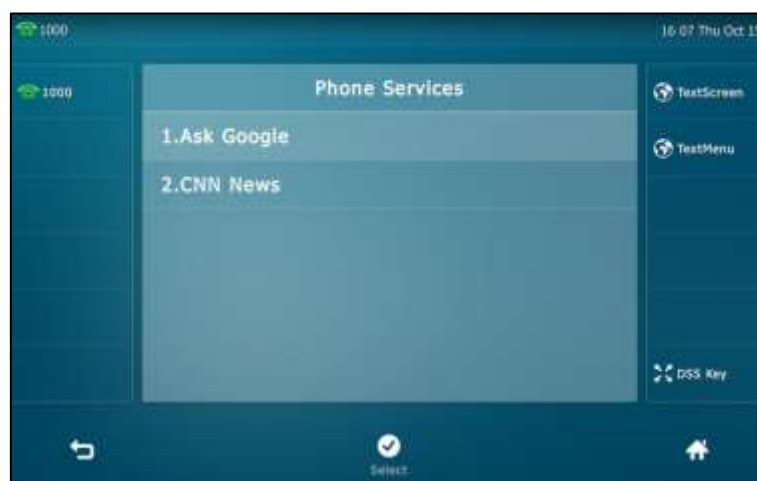 1000
16:07 Thu Oct 15
1000
Phone Services
1.Ask Google
2.CNN News
TextScreen
TextMenu
DSS Key
Select